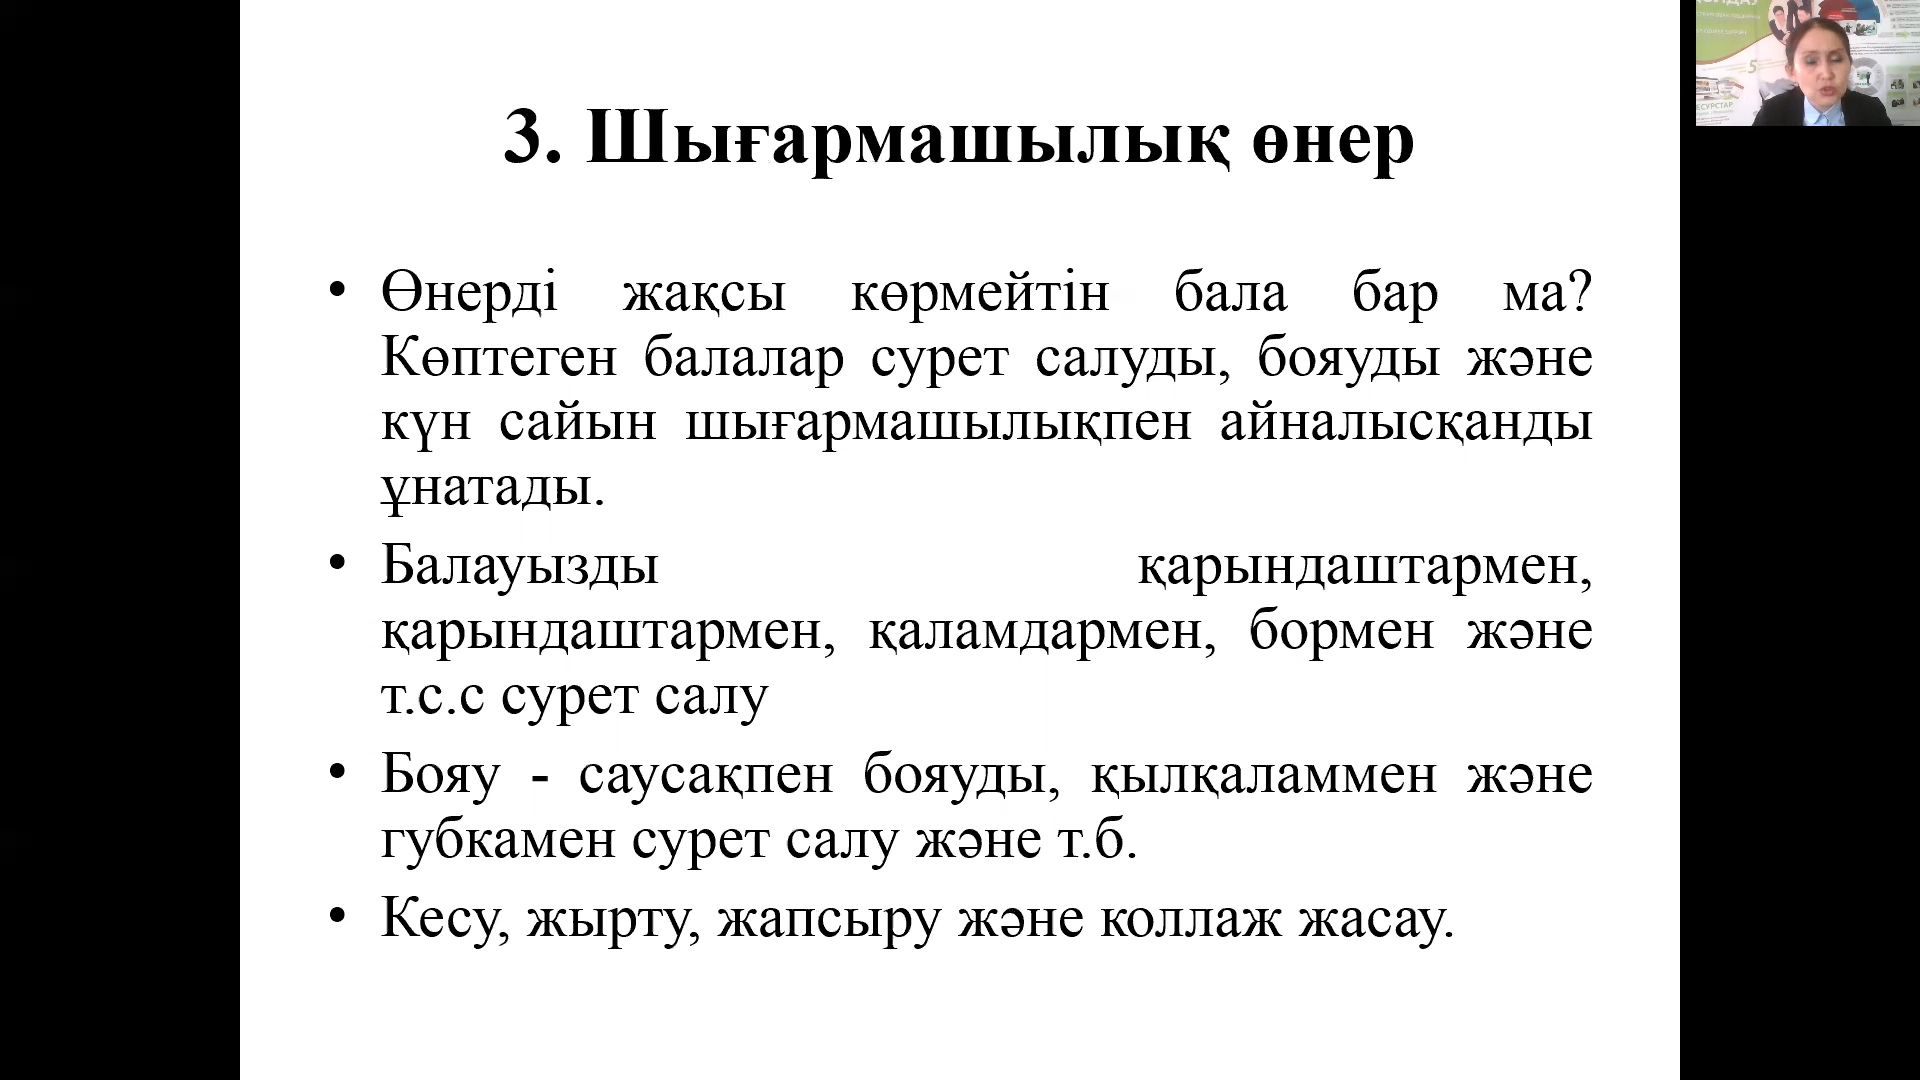 3. Шығармашылық өнер
• Өнерді жақсы көрмейтін бала бар ма?
Көптеген балалар сурет салуды, бояуды және
күн сайын шығармашылықпен айналысқанды
ұнатады.
• Балауызды қарындаштармен,
қарындаштармен, қаламдармен, бормен және
т.с.с сурет салу
• Бояу - саусақпен бояуды, қылқаламмен және
губкамен сурет салу және т.б.
• Кесу, жырту, жапсыру және коллаж жасау.
5
ЕСУРСТАР